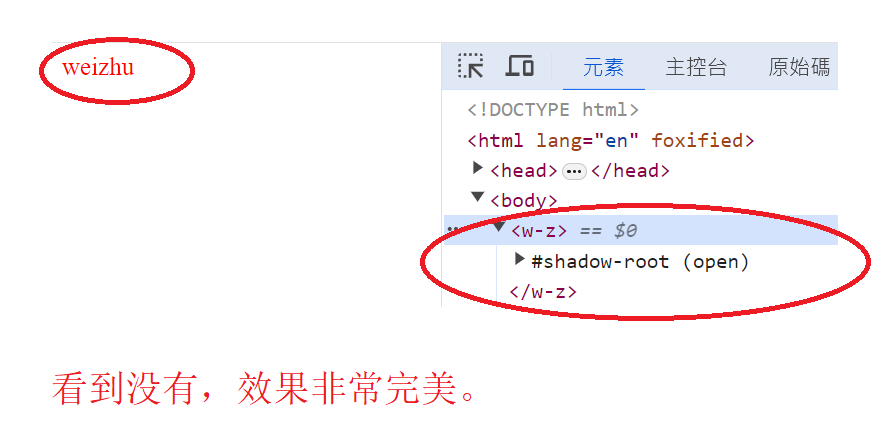 weizhu
元素 主控台 原始碼
<!DOCTYPE html>
<html lang="en" foxified>
<head> ••• </head>
<body>
••• <w-z> == $0
#shadow-root (open)
</w-z>
看到没有，效果非常完美。